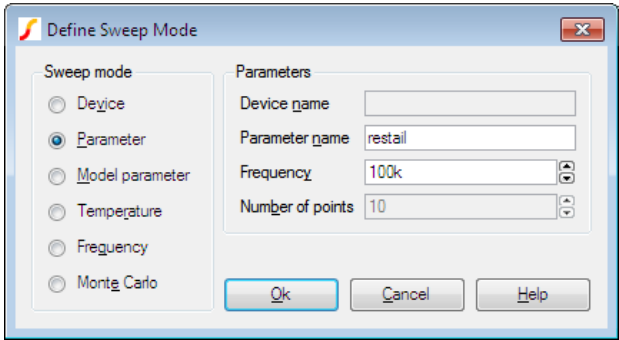 Define Sweep Mode
Sweep mode
Device
Parameter
Model parameter
Temperature
Frequency
Monte Carlo
Parameters
Device name
Parameter name restail
Frequency 100k
Number of points 10
Ok Cancel Help